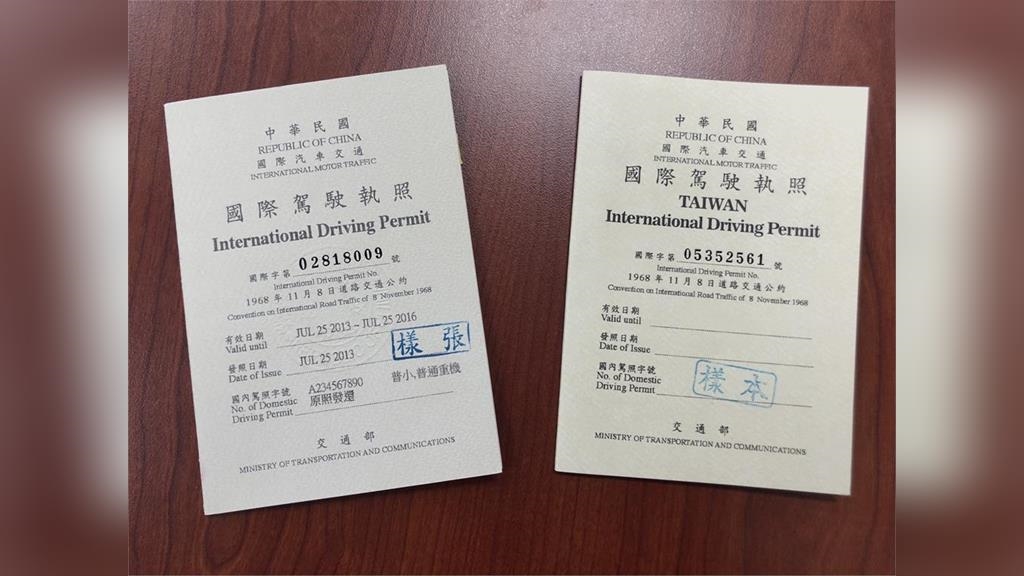 中華民國
REPUBLIC OF CHINA
國際汽車交通
INTERNATIONAL MOTOR TRAFFIC
國際駕駛執照
International Driving Permit
國際字第 02818009 號
International Driving Permit No.
1968 年 11 月 8 日道路交通公約
Convention on International Road Traffic of 8 November 1968
有效日期
Valid until JUL 25 2013 ~ JUL 25 2016
發照日期
Date of Issue JUL 25 2013
樣張
國內駕照字號 A234567890 普小,普通重機
No. of Domestic 原照發還
Driving Permit
交通部
MINISTRY OF TRANSPORTATION AND COMMUNICATIONS
中華民國
REPUBLIC OF CHINA
國際汽車交通
INTERNATIONAL MOTOR TRAFFIC
國際駕駛執照
TAIWAN
International Driving Permit
國際字第 05352561 號
International Driving Permit No.
1968 年 11 月 8 日道路交通公約
Convention on International Road Traffic of 8 November 1968
有效日期
Valid until
發照日期
Date of Issue
國內駕照字號
No. of Domestic
Driving Permit
樣本
交通部
MINISTRY OF TRANSPORTATION AND COMMUNICATIONS